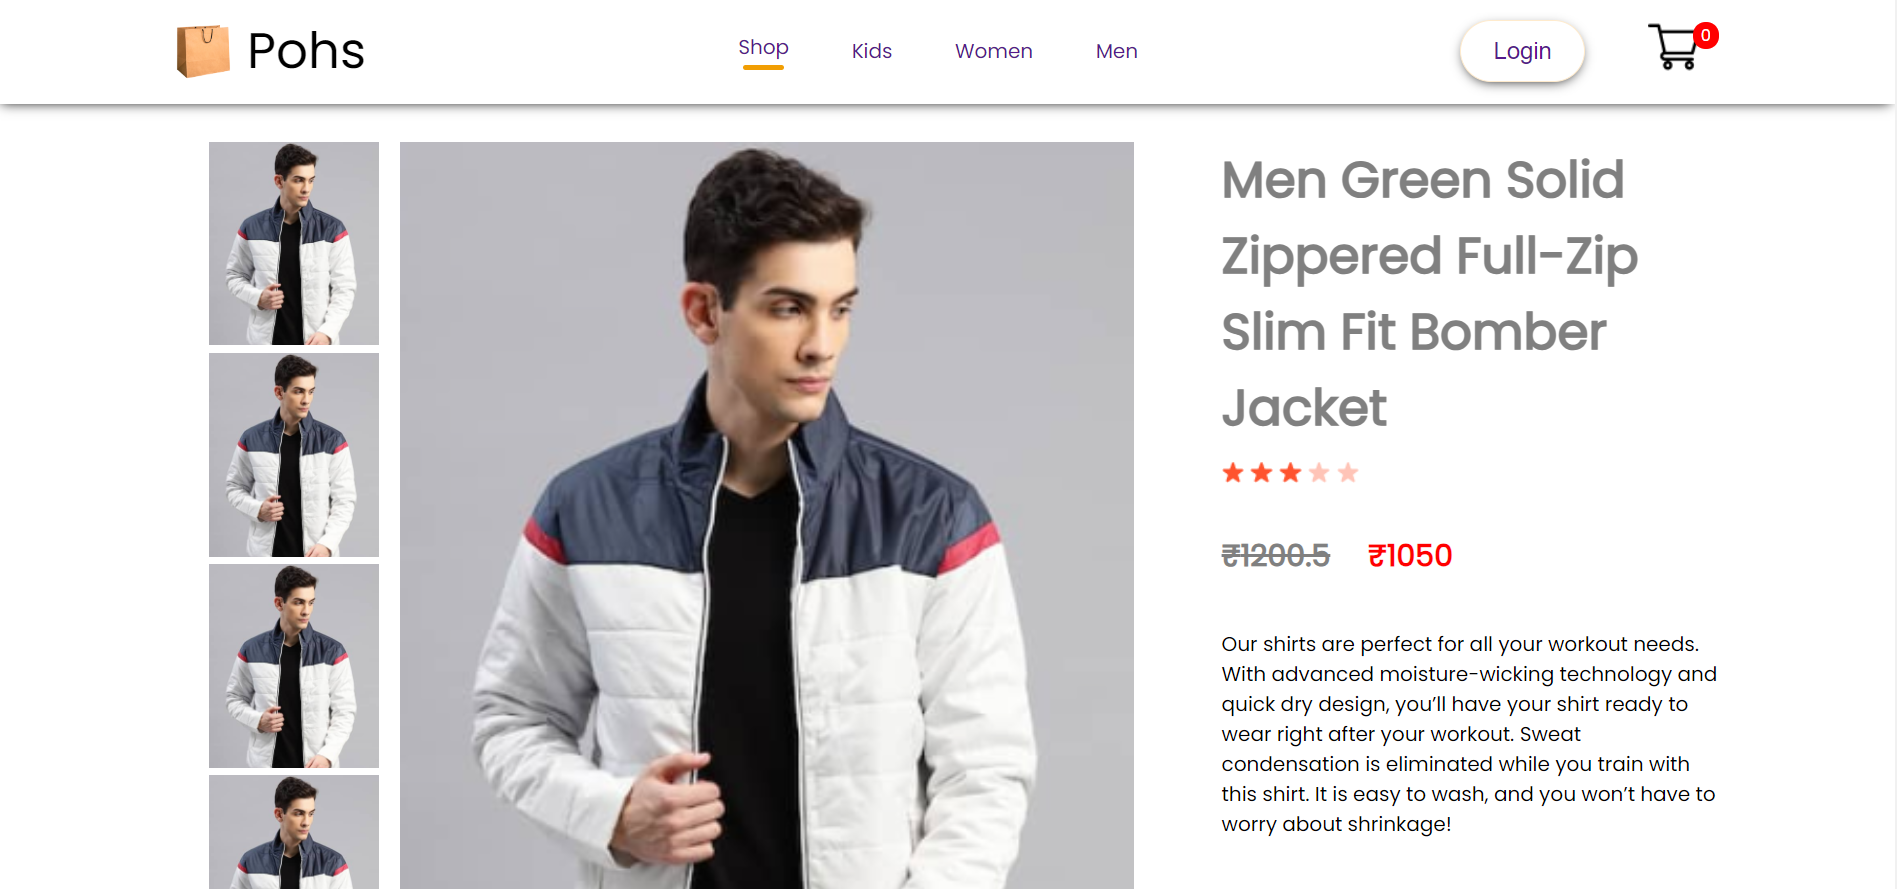 Pohs
Shop
Kids
Women
Men
Login
0
Men Green Solid
Zippered Full-Zip
Slim Fit Bomber
Jacket
₹1200.5 ₹1050
Our shirts are perfect for all your workout needs.
With advanced moisture-wicking technology and
quick dry design, you’ll have your shirt ready to
wear right after your workout. Sweat
condensation is eliminated while you train with
this shirt. It is easy to wash, and you won’t have to
worry about shrinkage!